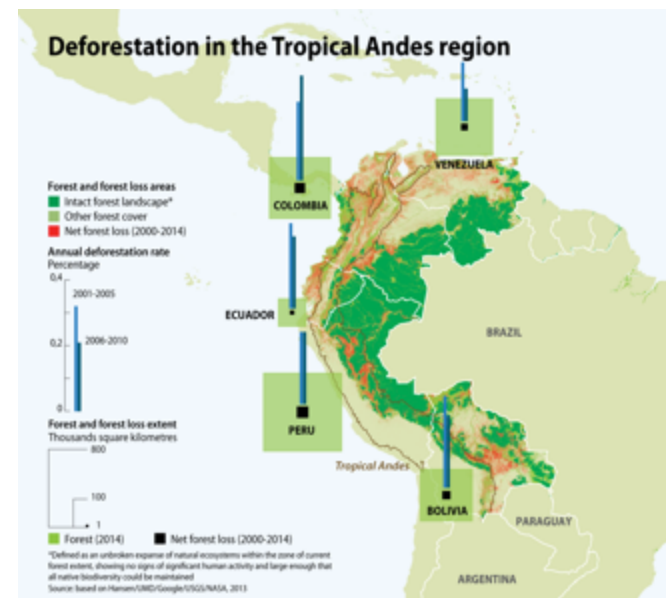 Deforestation in the Tropical Andes region
VENEZUELA
COLOMBIA
Forest and forest loss areas
Intact forest landscape*
Other forest cover
Net forest loss (2000-2014)
Annual deforestation rate
Percentage
0,4
2001-2005
ECUADOR
BRAZIL
0,2
2006-2010
0
Forest and forest loss extent
Thousands square kilometres
800
PERU
Tropical Andes
100
1
BOLIVIA
PARAGUAY
Forest (2014)
Net forest loss (2000-2014)
*Defined as an unbroken expanse of natural ecosystems within the zone of current
forest extent, showing no signs of significant human activity and large enough that
all native biodiversity could be maintained
ARGENTINA
Source: based on Hansen/UMD/Google/USGS/NASA, 2013